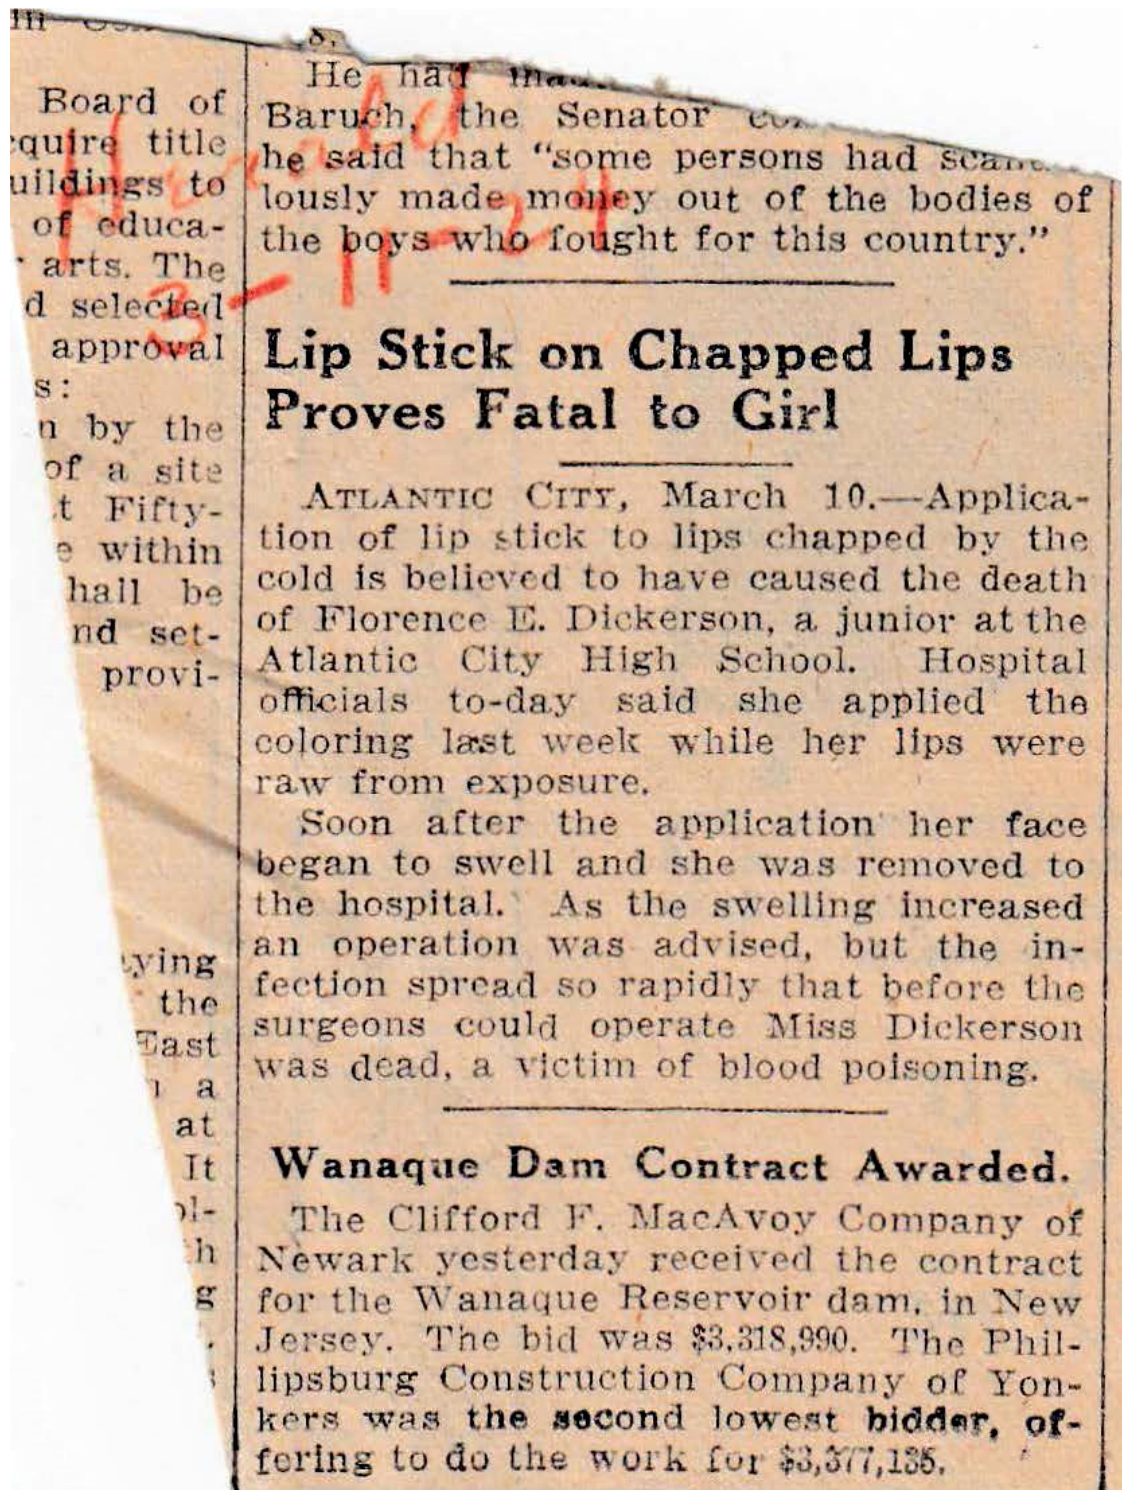 Board of
quire title
uildings to
of educa-
arts. The
d selected
approval
s:
n by the
of a site
t Fifty-
e within
hall be
nd set-
provi-
ying
the
East
a
at
It
ol-
h
g
Herald
3-11-24
He had
Baruch, the Senator
he said that "some persons had scan
lously made money out of the bodies of
the boys who fought for this country."
Lip Stick on Chapped Lips
Proves Fatal to Girl
ATLANTIC CITY, March 10.—Applica-
tion of lip stick to lips chapped by the
cold is believed to have caused the death
of Florence E. Dickerson, a junior at the
Atlantic City High School. Hospital
officials to-day said she applied the
coloring last week while her lips were
raw from exposure.
Soon after the application her face
began to swell and she was removed to
the hospital. As the swelling increased
an operation was advised, but the in-
fection spread so rapidly that before the
surgeons could operate Miss Dickerson
was dead, a victim of blood poisoning.
Wanaque Dam Contract Awarded.
The Clifford F. MacAvoy Company of
Newark yesterday received the contract
for the Wanaque Reservoir dam, in New
Jersey. The bid was $3,318,990. The Phil-
lipsburg Construction Company of Yon-
kers was the second lowest bidder, of-
fering to do the work for $3,377,135.